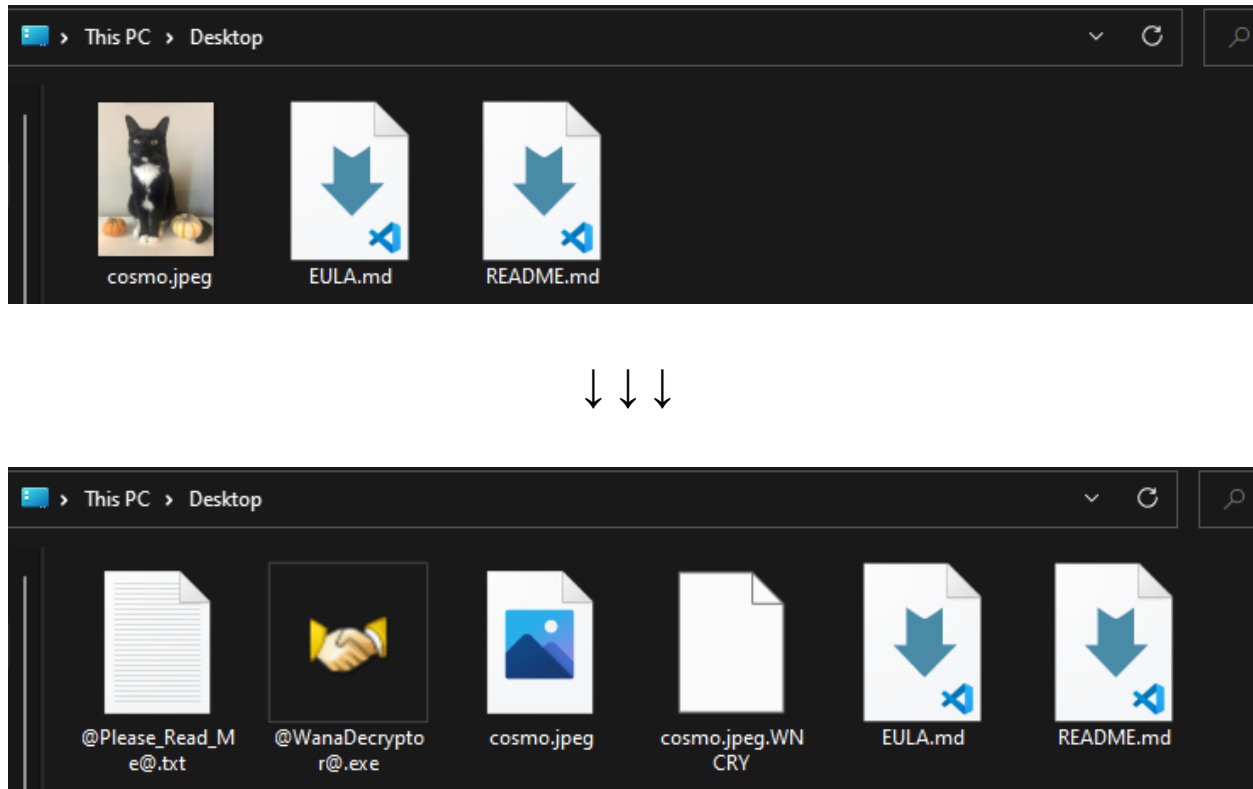 This PC > Desktop
cosmo.jpeg
EULA.md
README.md
↓↓↓
This PC > Desktop
@Please_Read_M
e@.txt
@WanaDecrypto
r@.exe
cosmo.jpeg
cosmo.jpeg.WN
CRY
EULA.md
README.md